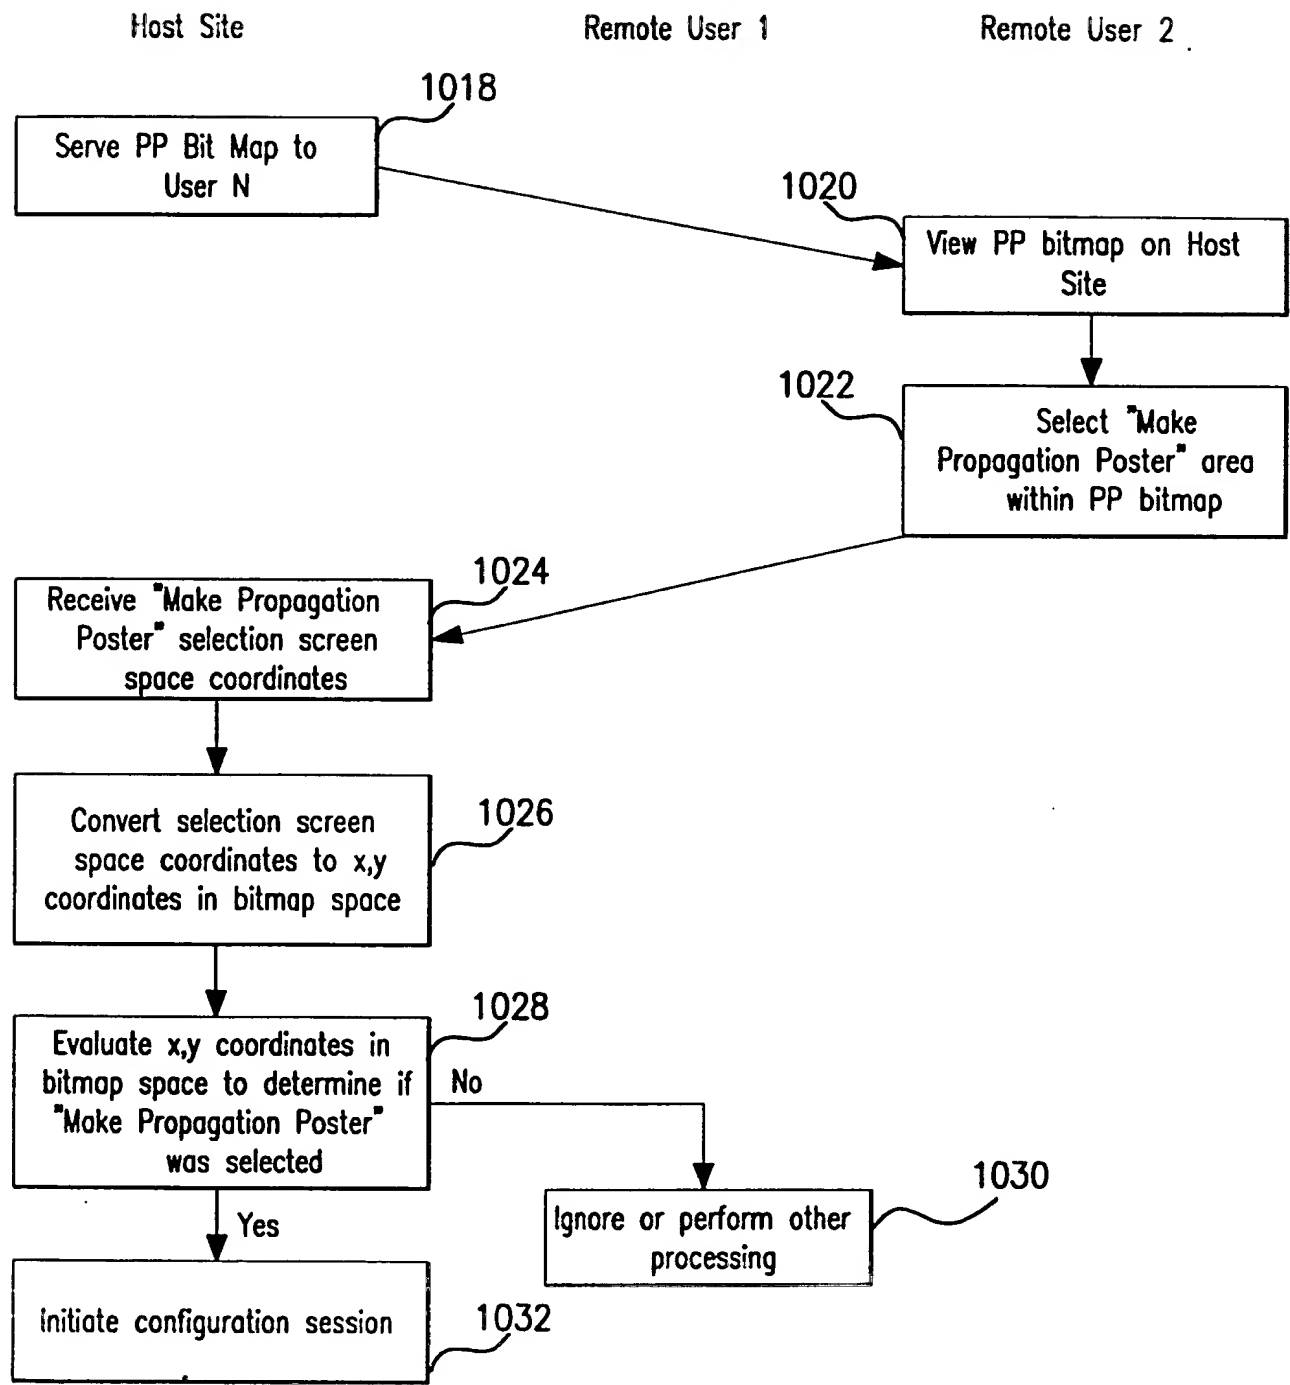 Host Site
Remote User 1
Remote User 2
1018
Serve PP Bit Map to
User N
1020
View PP bitmap on Host
Site
1022
Select "Make
Propagation Poster" area
within PP bitmap
1024
Receive "Make Propagation
Poster" selection screen
space coordinates
1026
Convert selection screen
space coordinates to x,y
coordinates in bitmap space
1028
Evaluate x,y coordinates in
bitmap space to determine if
"Make Propagation Poster"
was selected
No
1030
Ignore or perform other
processing
Yes
1032
Initiate configuration session